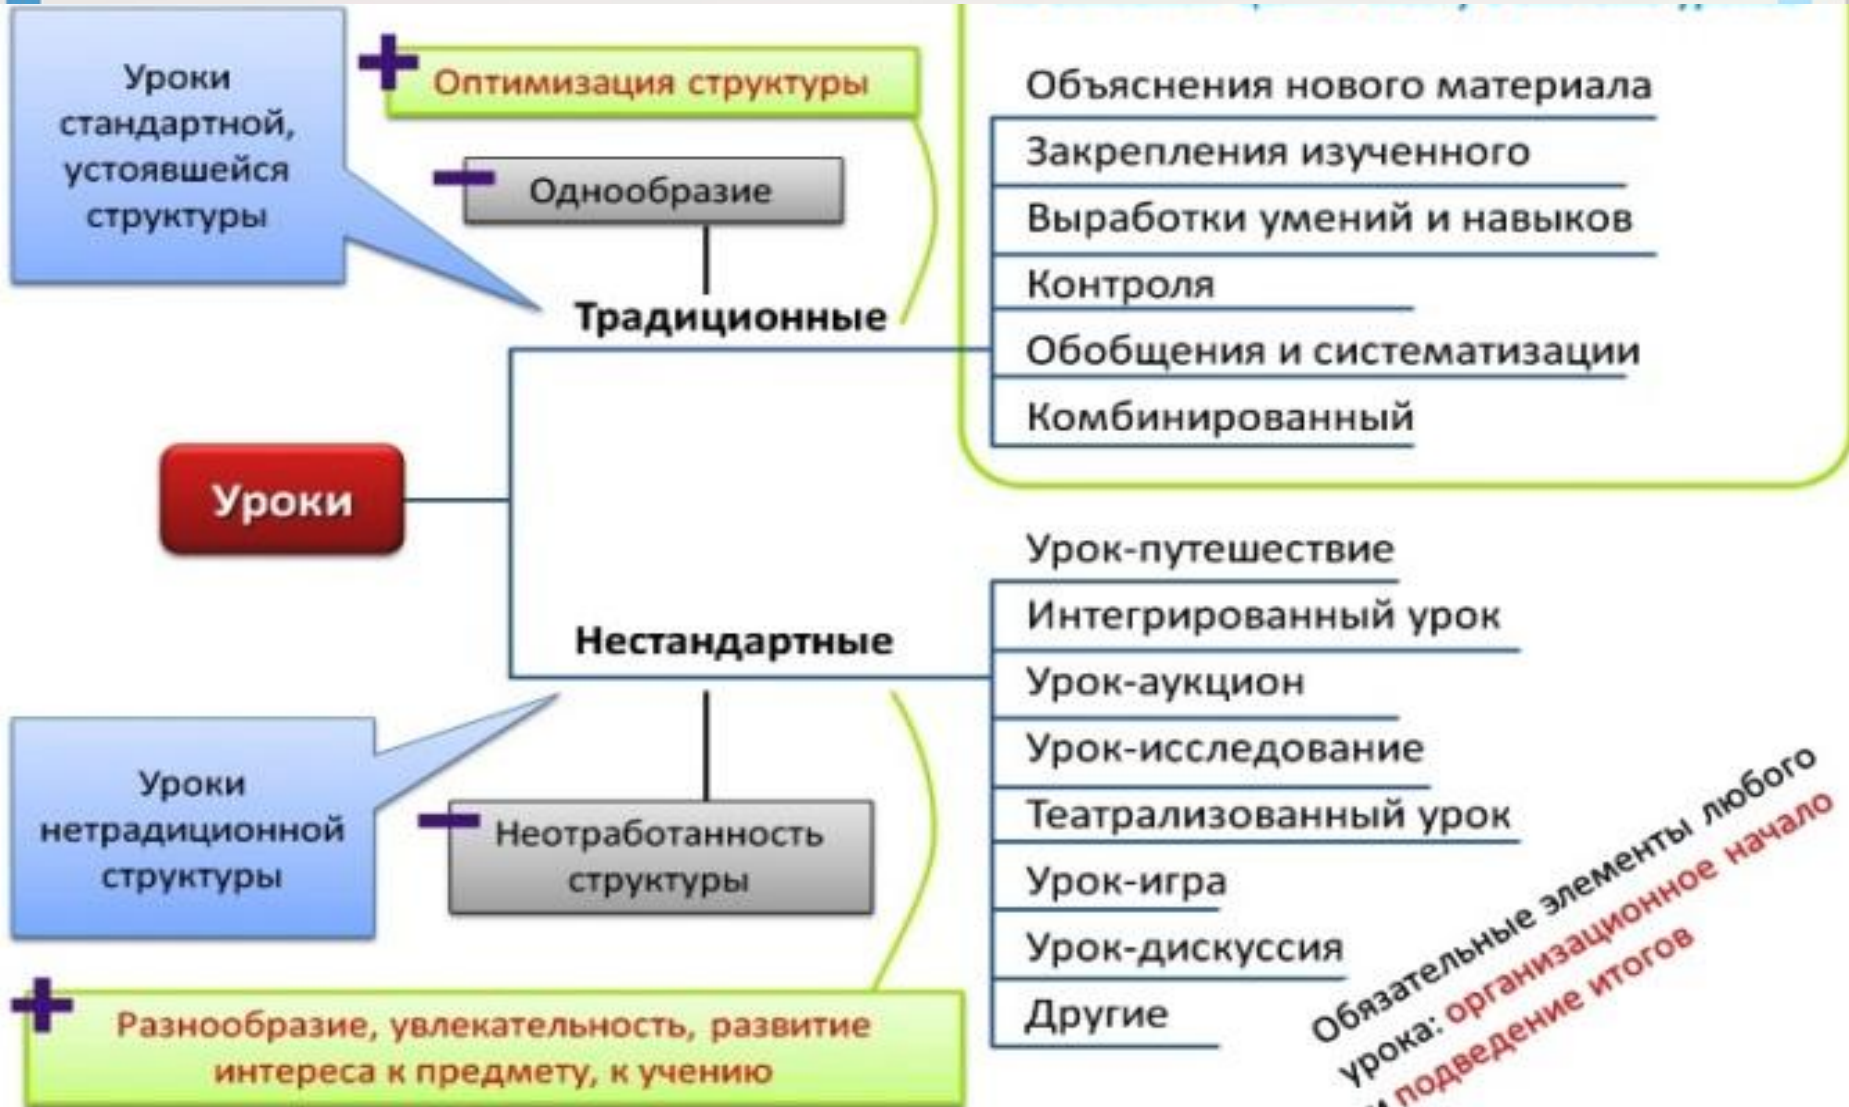 Уроки
стандартной,
устоявшейся
структуры
Оптимизация структуры
Однообразие
Традиционные
Объяснения нового материала
Закрепления изученного
Выработки умений и навыков
Контроля
Обобщения и систематизации
Комбинированный
Уроки
Нестандартные
Урок-путешествие
Интегрированный урок
Урок-аукцион
Урок-исследование
Театрализованный урок
Урок-игра
Урок-дискуссия
Другие
Уроки
нетрадиционной
структуры
Неотработанность
структуры
Разнообразие, увлекательность, развитие
интереса к предмету, к учению
Обязательные элементы любого
урока: организационное начало
и подведение итогов